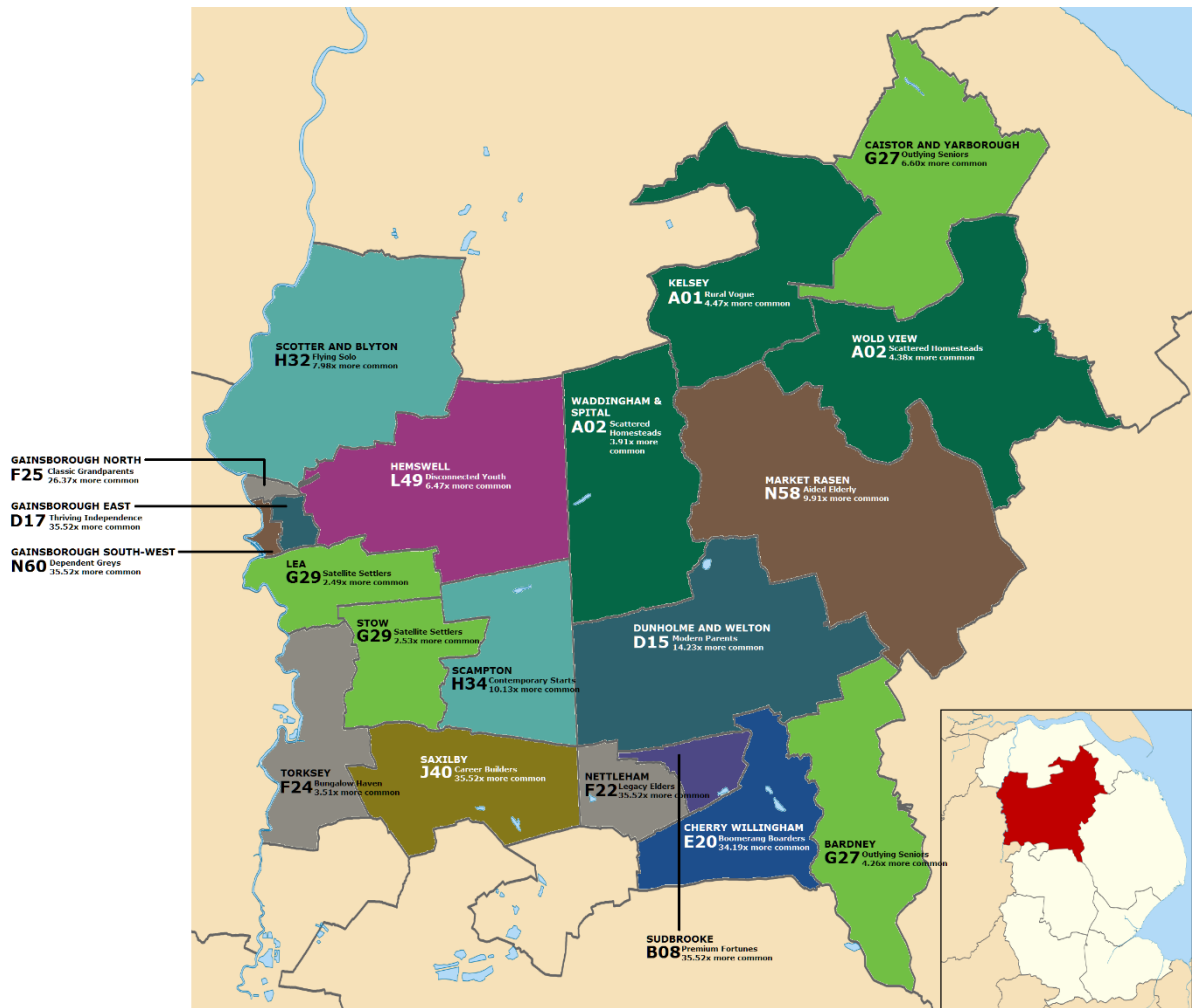 CAISTOR AND YARBOROUGH
G27 Outlying Seniors
6.60x more common
KELSEY
A01 Rural Vogue
4.47x more common
WOLD VIEW
A02 Scattered Homesteads
4.38x more common
SCOTTER AND BLYTON
H32 Flying Solo
7.98x more common
WADDINGHAM &
SPITAL
A02 Scattered
Homesteads
3.91x more
common
GAINSBOROUGH NORTH
F25 Classic Grandparents
26.37x more common
HEMSWELL
L49 Disconnected Youth
6.47x more common
MARKET RASEN
N58 Aided Elderly
9.91x more common
GAINSBOROUGH EAST
D17 Thriving Independence
35.52x more common
GAINSBOROUGH SOUTH-WEST
N60 Dependent Greys
35.52x more common
LEA
G29 Satellite Settlers
2.49x more common
STOW
G29 Satellite Settlers
2.53x more common
DUNHOLME AND WELTON
D15 Modern Parents
14.23x more common
SCAMPTON
H34 Contemporary Starts
10.13x more common
TORKSEY
F24 Bungalow Haven
3.51x more common
SAXILBY
J40 Career Builders
35.52x more common
NETTLEHAM
F22 Legacy Elders
35.52x more common
CHERRY WILLINGHAM
E20 Boomerang Boarders
34.19x more common
BARDNEY
G27 Outlying Seniors
4.26x more common
SUDBROOKE
B08 Premium Fortunes
35.52x more common